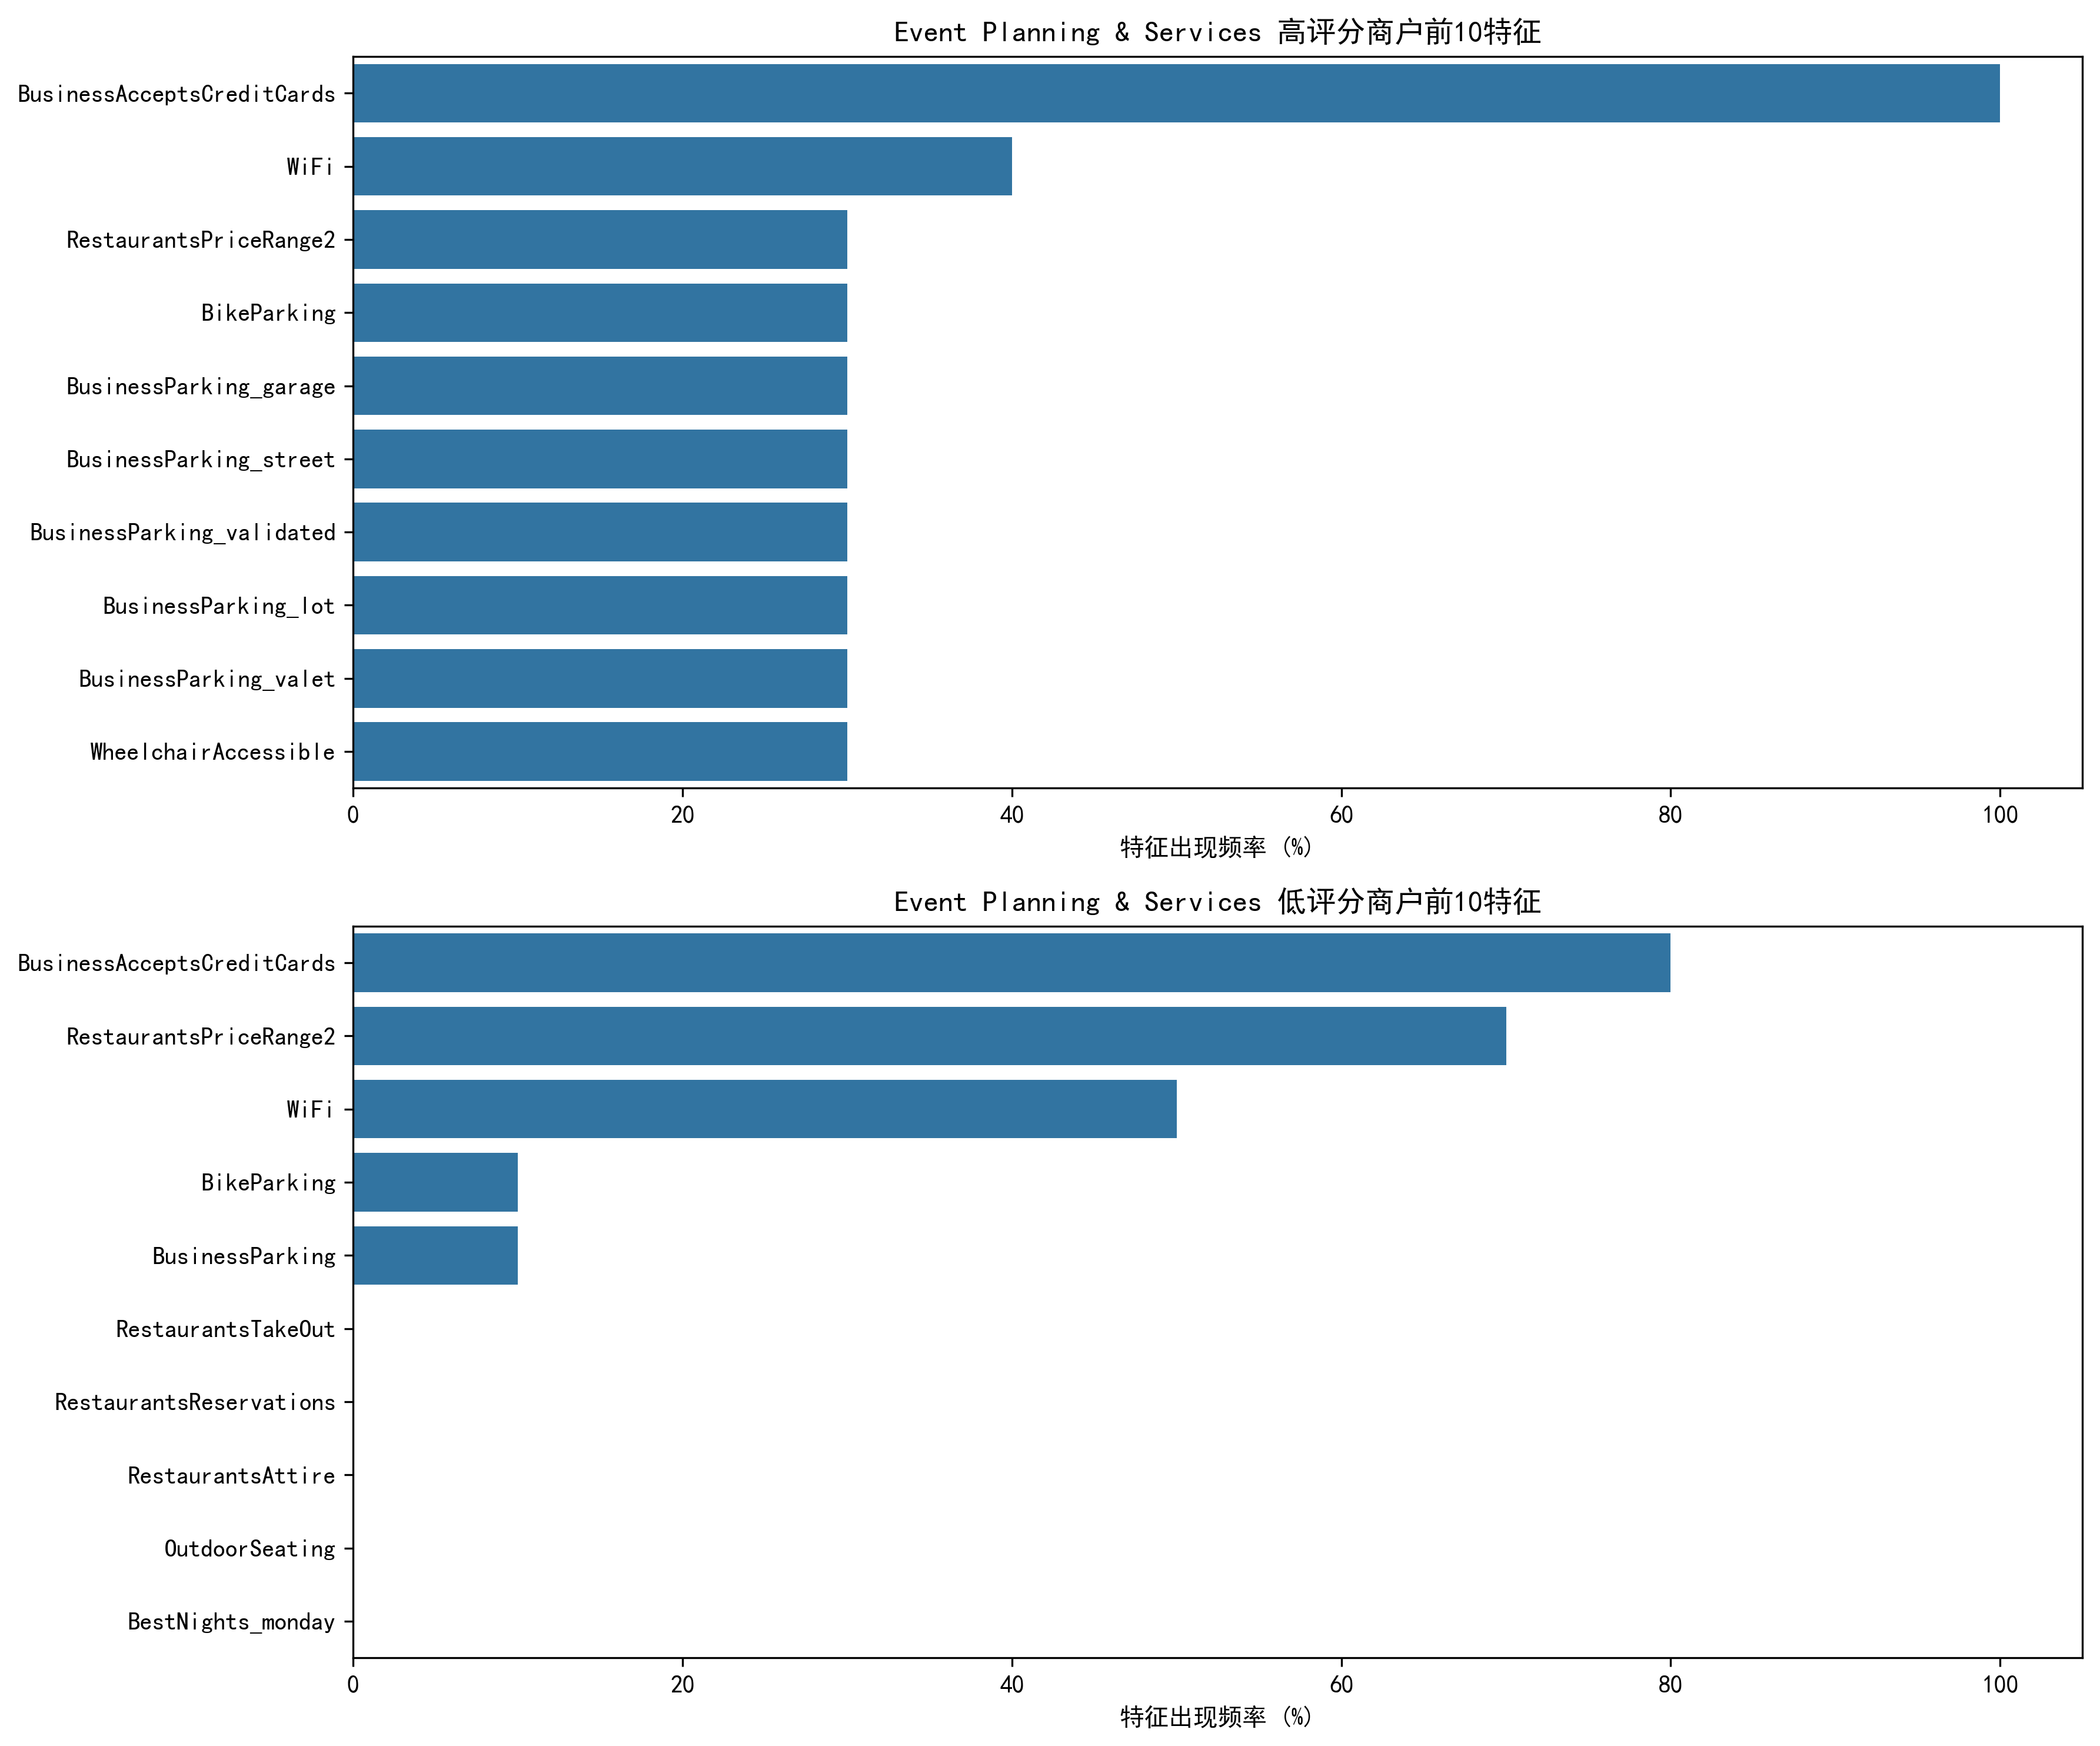 Event Planning & Services 高评分商户前10特征
BusinessAcceptsCreditCards
WiFi
RestaurantsPriceRange2
BikeParking
BusinessParking_garage
BusinessParking_street
BusinessParking_validated
BusinessParking_lot
BusinessParking_valet
WheelchairAccessible
0 20 40 60 80 100
特征出现频率 (%)
Event Planning & Services 低评分商户前10特征
BusinessAcceptsCreditCards
RestaurantsPriceRange2
WiFi
BikeParking
BusinessParking
RestaurantsTakeOut
RestaurantsReservations
RestaurantsAttire
OutdoorSeating
BestNights_monday
0 20 40 60 80 100
特征出现频率 (%)